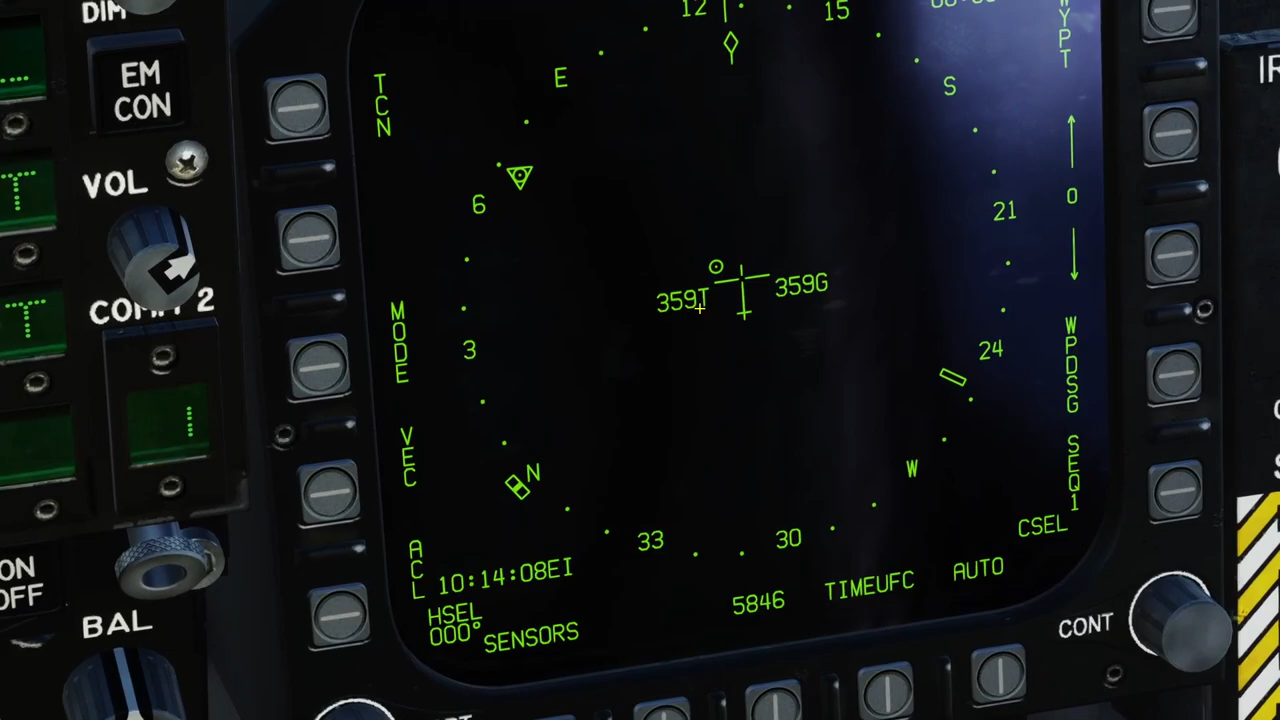 DIM
12
15
WYPT
EM
CON
TCN
E
S
IR
VOL
6
0
21
359T
359G
COMM 2
MODE
3
24
WPDSG
VEC
N
W
SEQ1
33
30
CSEL
ACL
10:14:08EI
HSEL
000°
SENSORS
5846
TIMEUFC
AUTO
ON
OFF
BAL
CONT